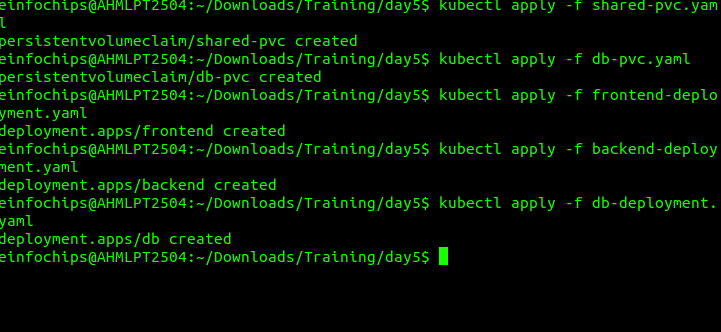 einfochips@AHMLPT2504:~/Downloads/Training/day5$ kubectl apply -f shared-pvc.yam
l
persistentvolumeclaim/shared-pvc created
einfochips@AHMLPT2504:~/Downloads/Training/day5$ kubectl apply -f db-pvc.yaml
persistentvolumeclaim/db-pvc created
einfochips@AHMLPT2504:~/Downloads/Training/day5$ kubectl apply -f frontend-deplo
yment.yaml
deployment.apps/frontend created
einfochips@AHMLPT2504:~/Downloads/Training/day5$ kubectl apply -f backend-deploy
ment.yaml
deployment.apps/backend created
einfochips@AHMLPT2504:~/Downloads/Training/day5$ kubectl apply -f db-deployment.
yaml
deployment.apps/db created
einfochips@AHMLPT2504:~/Downloads/Training/day5$